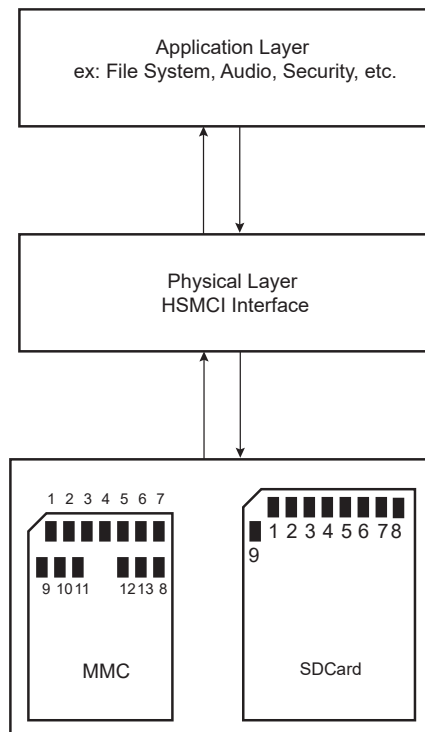 Application Layer
ex: File System, Audio, Security, etc.
Physical Layer
HSMCI Interface
1 2 3 4 5 6 7
9 10 11 12 13 8
MMC
1 2 3 4 5 6 7 8
9
SDCard